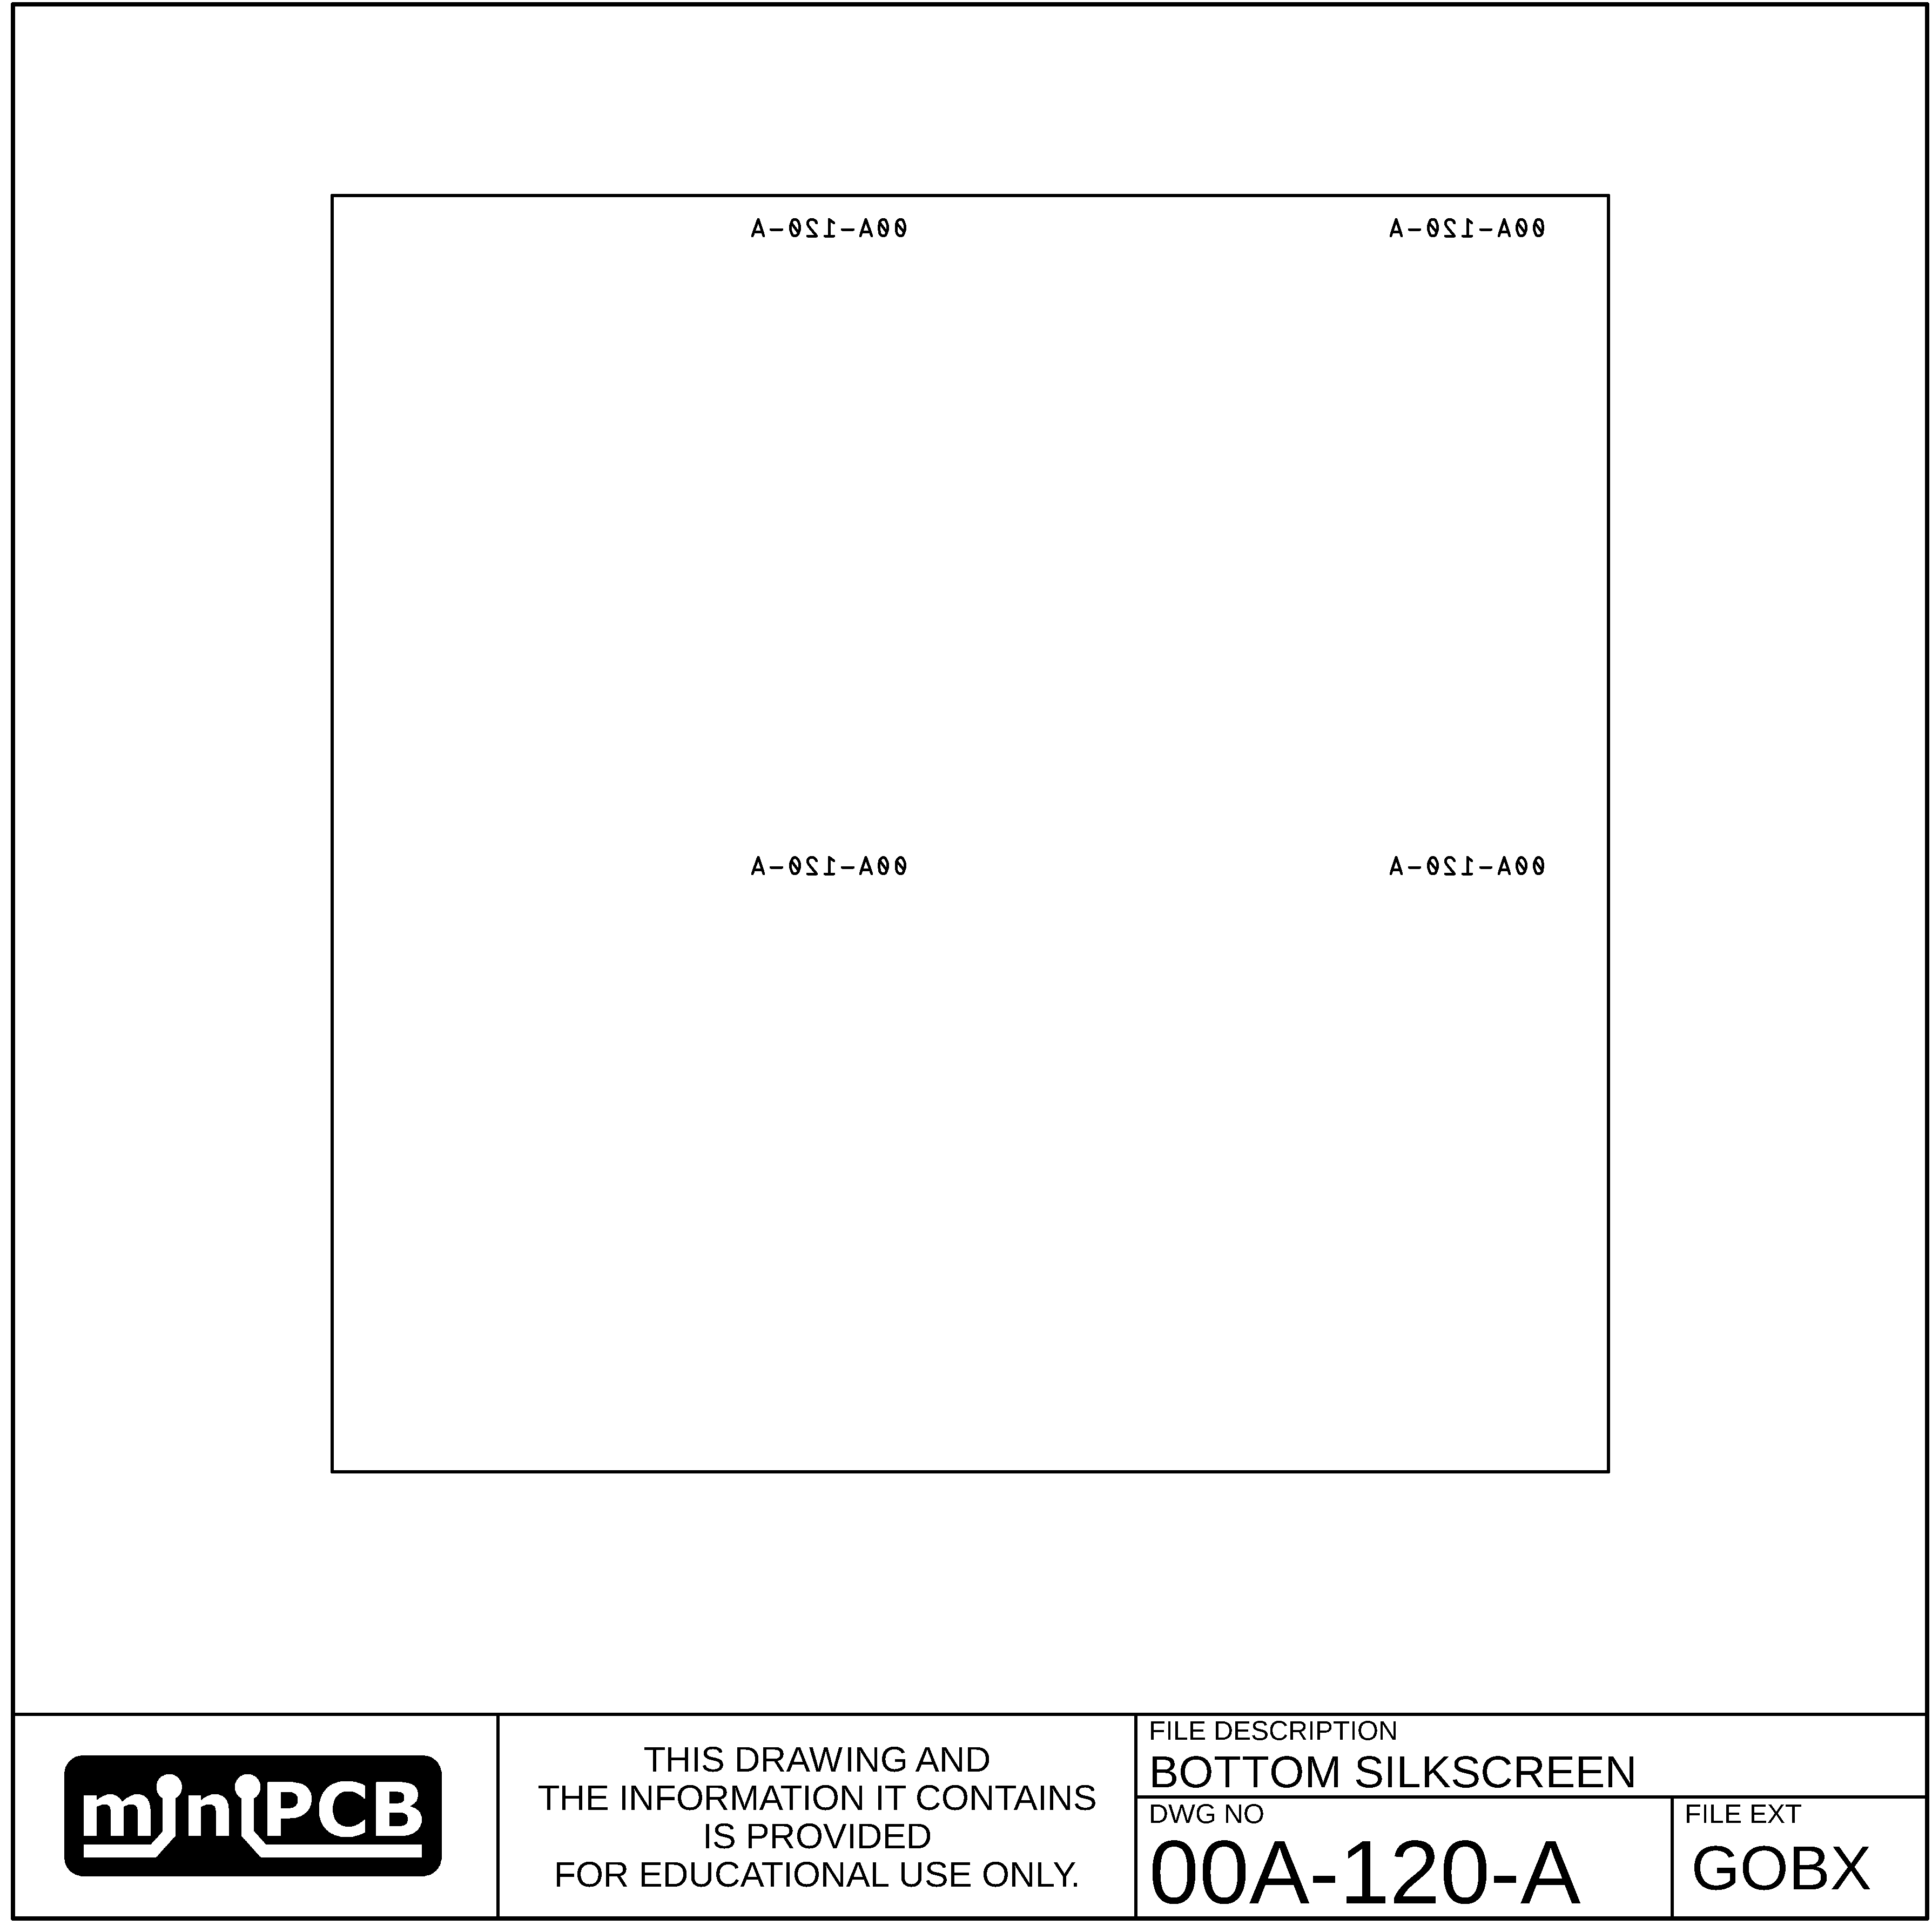 00A-120-A 00A-120-A
00A-120-A 00A-120-A
miniPCB
THIS DRAWING AND
THE INFORMATION IT CONTAINS
IS PROVIDED
FOR EDUCATIONAL USE ONLY.
FILE DESCRIPTION
BOTTOM SILKSCREEN
DWG NO
00A-120-A
FILE EXT
GOBX